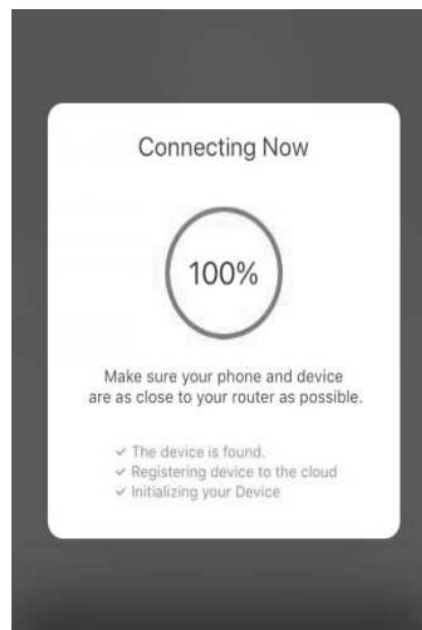 Connecting Now
100%
Make sure your phone and device
are as close to your router as possible.
✓ The device is found.
✓ Registering device to the cloud
✓ Initializing your Device